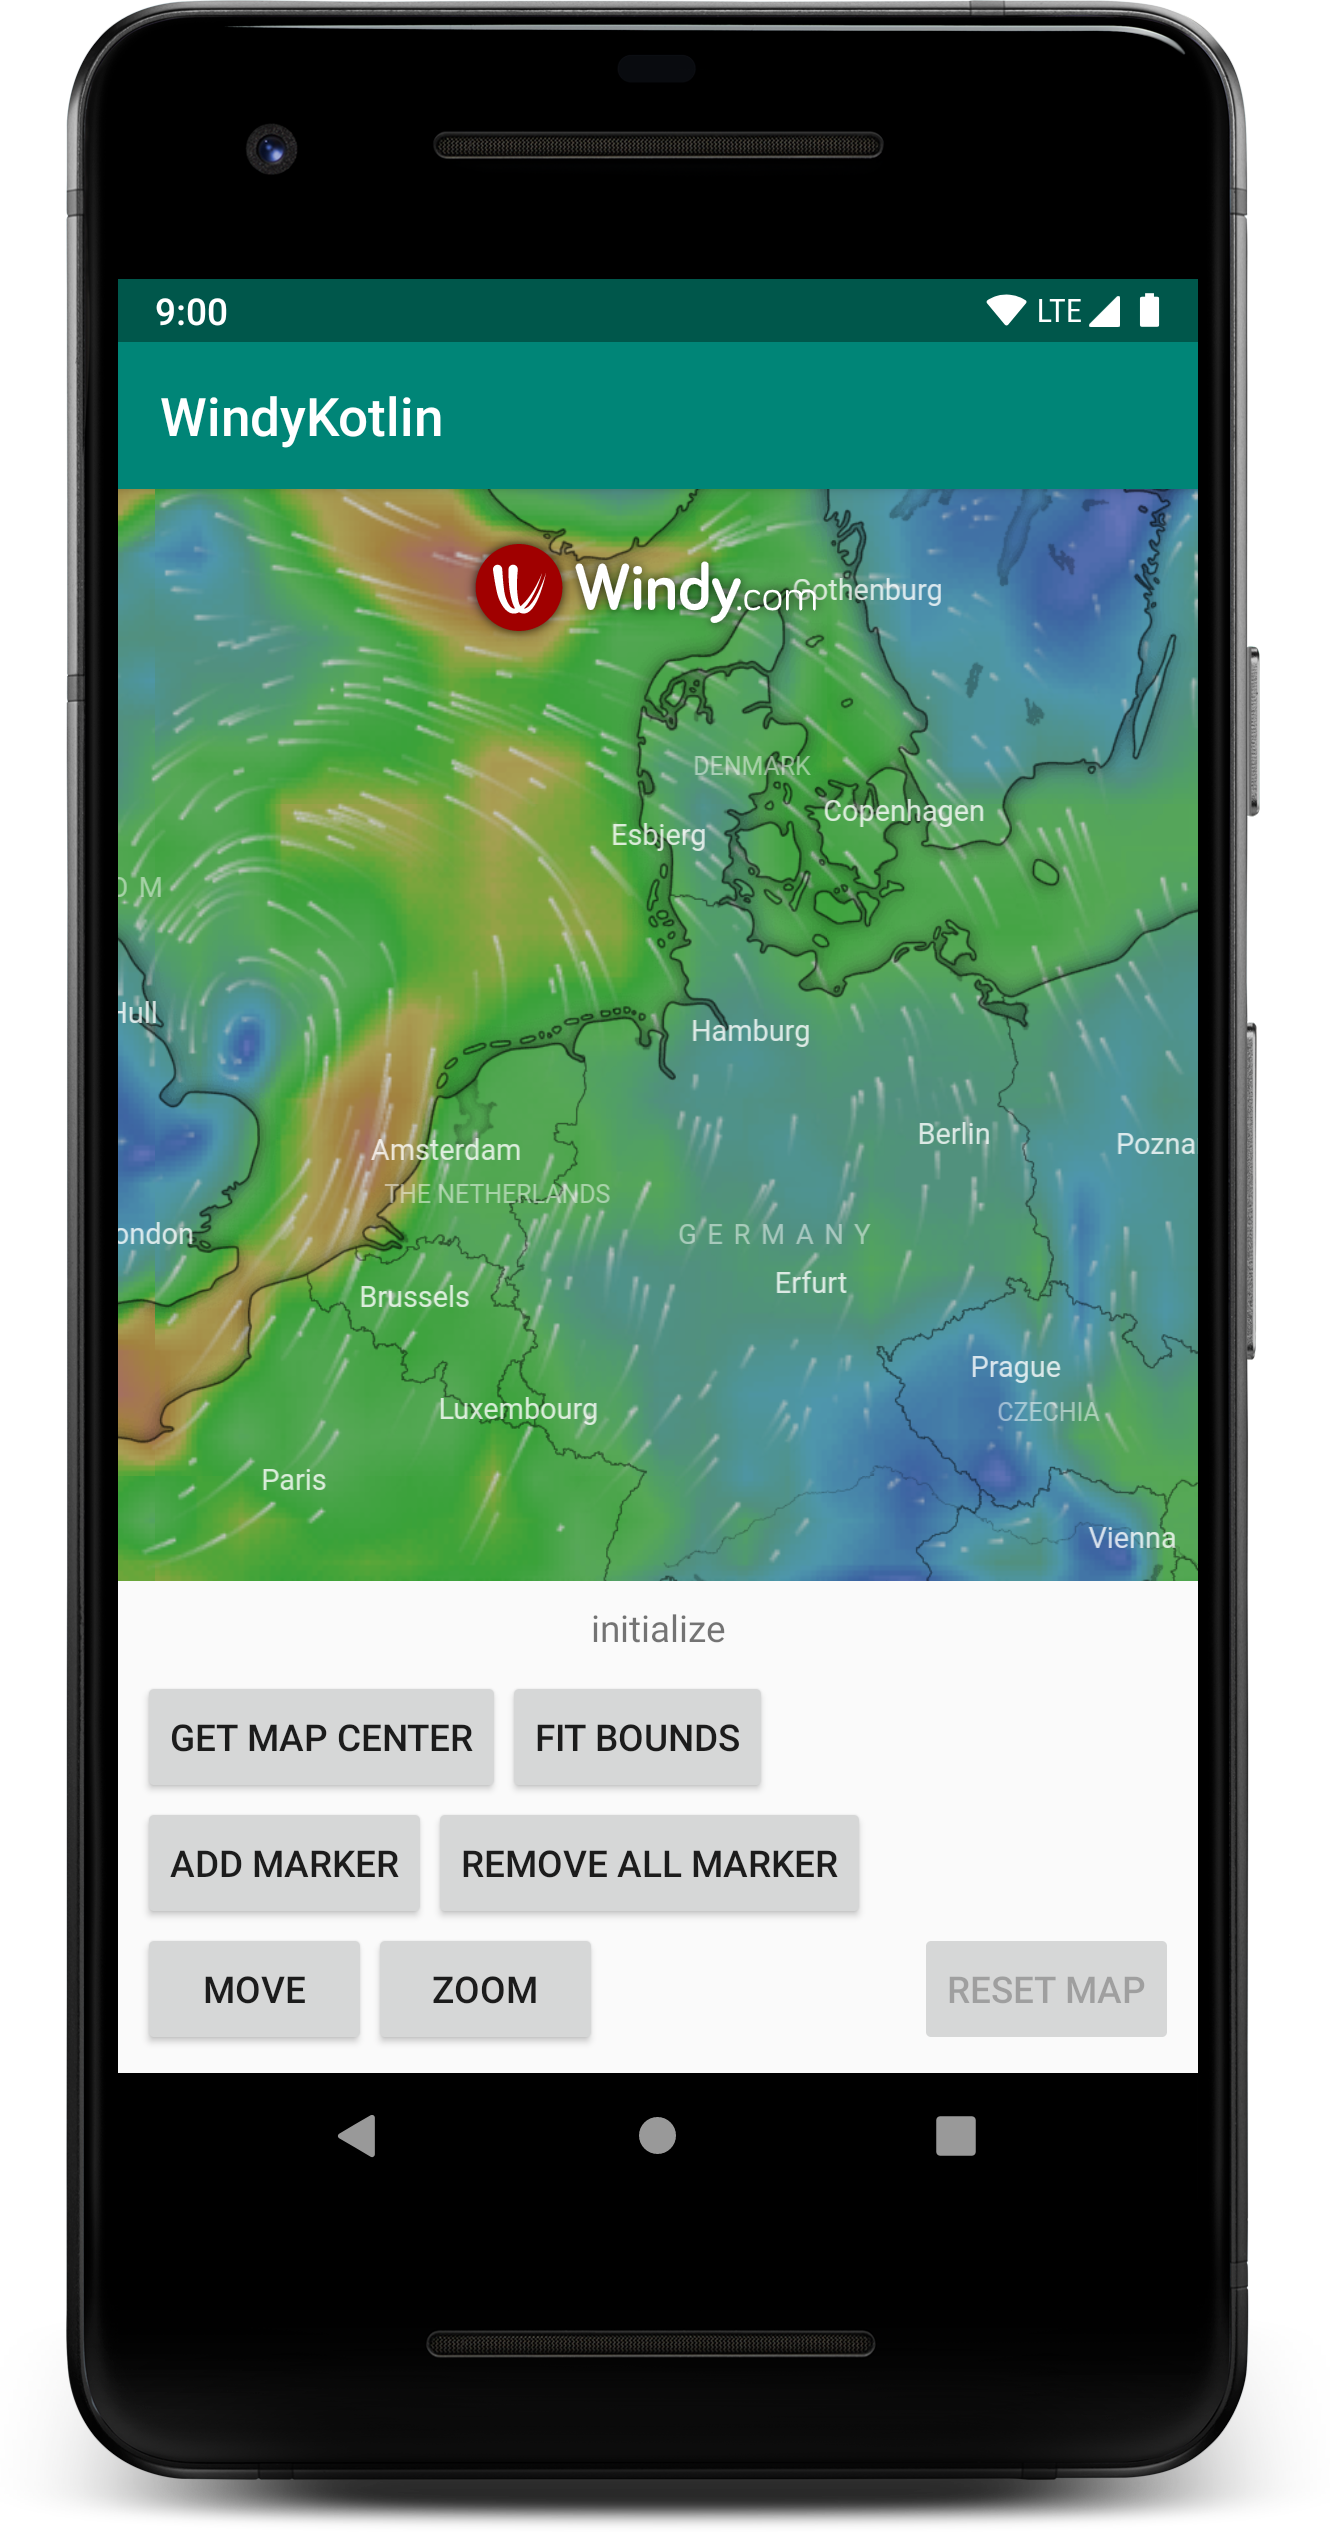 9:00 LTE
WindyKotlin
Windy.com
Gothenburg
DENMARK
Copenhagen
Esbjerg
OM
Hull
Hamburg
Berlin
Pozna
Amsterdam
THE NETHERLANDS
ondon
GERMANY
Erfurt
Brussels
Prague
CZECHIA
Luxembourg
Paris
Vienna
initialize
GET MAP CENTER FIT BOUNDS
ADD MARKER REMOVE ALL MARKER
MOVE ZOOM RESET MAP